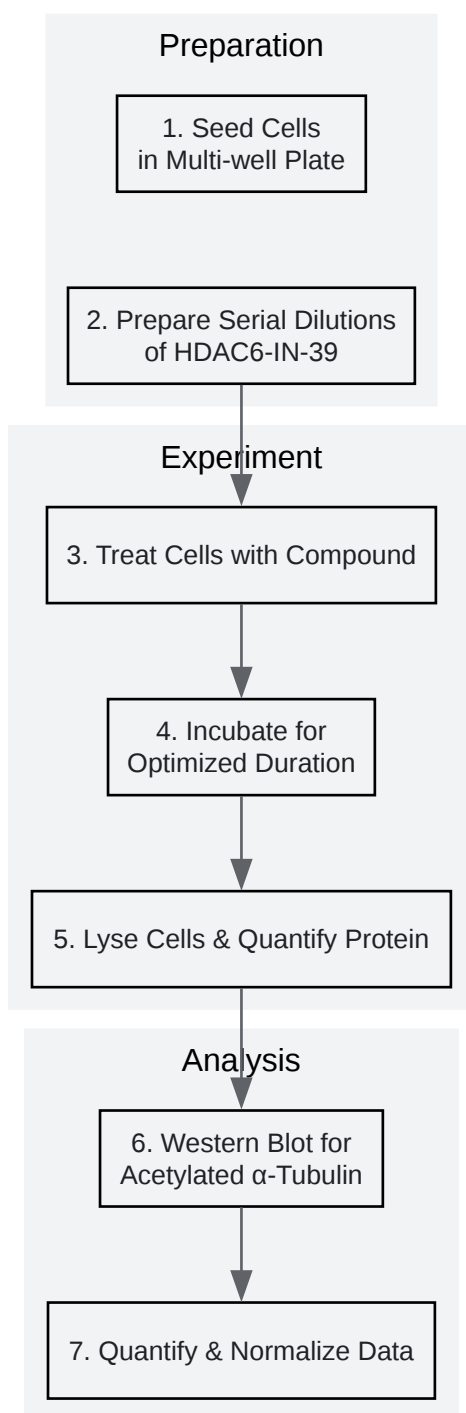 Preparation
1. Seed Cells
in Multi-well Plate
2. Prepare Serial Dilutions
of HDAC6-IN-39
Experiment
3. Treat Cells with Compound
4. Incubate for
Optimized Duration
5. Lyse Cells & Quantify Protein
Analysis
6. Western Blot for
Acetylated α-Tubulin
7. Quantify & Normalize Data